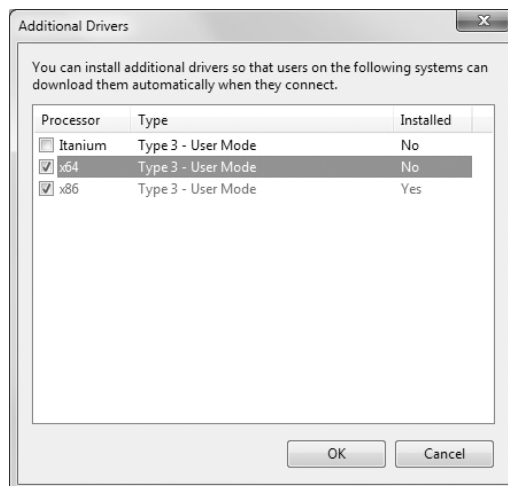 Additional Drivers
You can install additional drivers so that users on the following systems can
download them automatically when they connect.
Processor Type Installed
Itanium Type 3 - User Mode No
x64 Type 3 - User Mode No
x86 Type 3 - User Mode Yes
OK Cancel